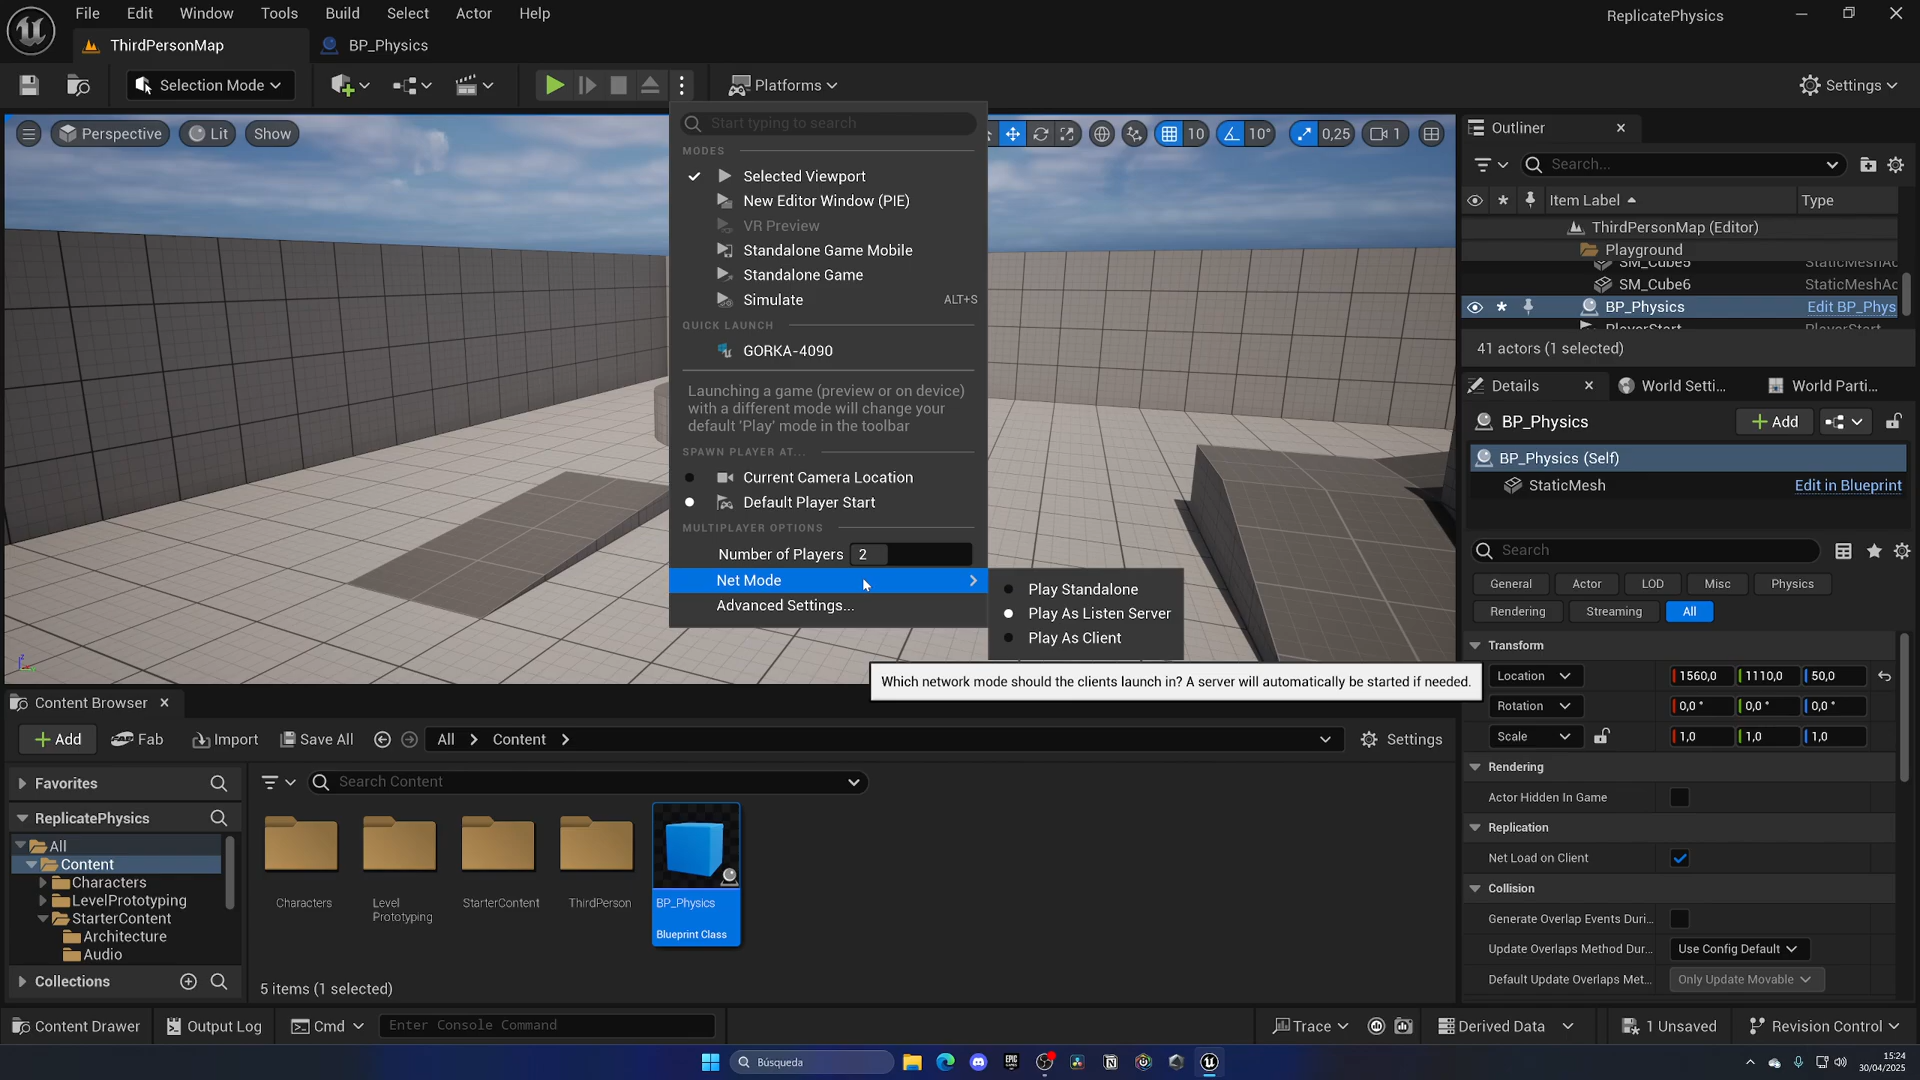 File Edit Window Tools Build Select Actor Help
ReplicatePhysics
ThirdPersonMap
BP_Physics
Selection Mode
Platforms
Settings
Perspective
Lit
Show
10
10°
0,25
1
Start typing to search
MODES
Selected Viewport
New Editor Window (PIE)
VR Preview
Standalone Game Mobile
Standalone Game
Simulate ALT+S
QUICK LAUNCH
GORKA-4090
Launching a game (preview or on device)
with a different mode will change your
default 'Play' mode in the toolbar
SPAWN PLAYER AT...
Current Camera Location
Default Player Start
MULTIPLAYER OPTIONS
Number of Players 2
Net Mode
Advanced Settings...
Play Standalone
Play As Listen Server
Play As Client
Which network mode should the clients launch in? A server will automatically be started if needed.
Outliner
Search...
Item Label Type
ThirdPersonMap (Editor)
Playground
SM_Cube5 StaticMeshAc
SM_Cube6 StaticMeshAc
BP_Physics Edit BP_Phys
PlayerStart PlayerStart
41 actors (1 selected)
Details
World Setti...
World Parti...
BP_Physics
Add
BP_Physics (Self)
StaticMesh Edit in Blueprint
Search
General Actor LOD Misc Physics
Rendering Streaming All
Transform
Location 1560,0 1110,0 50,0
Rotation 0,0 ° 0,0 ° 0,0 °
Scale 1,0 1,0 1,0
Rendering
Actor Hidden In Game
Replication
Net Load on Client
Collision
Generate Overlap Events Duri...
Update Overlaps Method Dur... Use Config Default
Default Update Overlaps Met... Only Update Movable
Content Browser
Add Fab Import Save All All Content Settings
Favorites
Search Content
ReplicatePhysics
All
Content
Characters
LevelPrototyping
StarterContent
Architecture
Audio
Collections
Characters
Level
Prototyping
StarterContent
ThirdPerson
BP_Physics
Blueprint Class
5 items (1 selected)
Content Drawer Output Log Cmd Enter Console Command Trace Derived Data 1 Unsaved Revision Control
Búsqueda
EPIC
15:24
30/04/2025